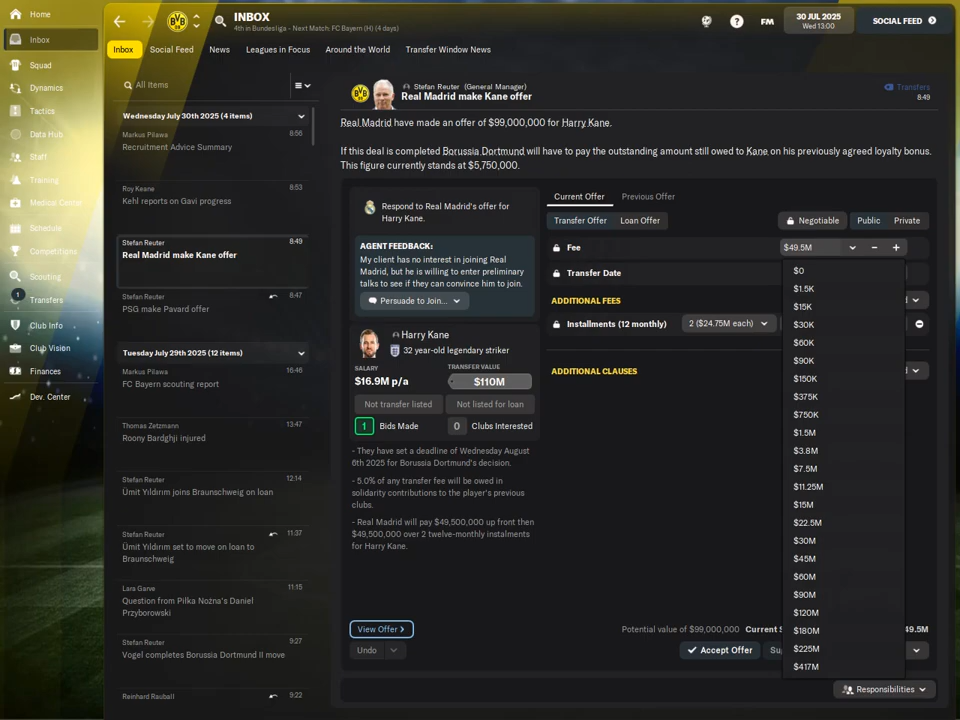 Home
Inbox
Squad
Dynamics
Tactics
Data Hub
Staff
Training
Medical Center
Schedule
Competitions
Scouting
1
Transfers
Club Info
Club Vision
Finances
Dev. Center
INBOX
4th in Bundesliga - Next Match: FC Bayern (H) (4 days)
?
FM
30 JUL 2025
Wed 13:00
SOCIAL FEED
Inbox
Social Feed
News
Leagues in Focus
Around the World
Transfer Window News
All Items
Wednesday July 30th 2025 (4 items)
Markus Pilawa
8:56
Recruitment Advice Summary
Roy Keane
8:53
Kehl reports on Gavi progress
Stefan Reuter
8:49
Real Madrid make Kane offer
Stefan Reuter
8:47
PSG make Pavard offer
Tuesday July 29th 2025 (12 items)
Markus Pilawa
16:46
FC Bayern scouting report
Thomas Zetzmann
13:47
Roony Bardghji injured
12:14
Ümit Yıldırım joins Braunschweig on loan
Stefan Reuter
11:37
Ümit Yıldırım set to move on loan to
Braunschweig
Lara Garve
11:15
Question from Piłka Nożna's Daniel
Przyborowski
Stefan Reuter
9:27
Vogel completes Borussia Dortmund II move
Reinhard Rauball
9:22
Stefan Reuter (General Manager)
Real Madrid make Kane offer
Transfers
8:49
Real Madrid have made an offer of $99,000,000 for Harry Kane.
If this deal is completed Borussia Dortmund will have to pay the outstanding amount still owed to Kane on his previously agreed loyalty bonus.
This figure currently stands at $5,750,000.
Respond to Real Madrid's offer for
Harry Kane.
AGENT FEEDBACK:
My client has no interest in joining Real
Madrid, but he is willing to enter preliminary
talks to see if they can convince him to join.
Persuade to Join...
Harry Kane
32 year-old legendary striker
SALARY
$16.9M p/a
TRANSFER VALUE
$110M
Not transfer listed
Not listed for loan
1
Bids Made
0
Clubs Interested
- They have set a deadline of Wednesday August
6th 2025 for Borussia Dortmund's decision.
- 5.0% of any transfer fee will be owed in
solidarity contributions to the player's previous
clubs.
- Real Madrid will pay $49,500,000 up front then
$49,500,000 over 2 twelve-monthly instalments
for Harry Kane.
View Offer >
Undo
Current Offer
Previous Offer
Transfer Offer
Loan Offer
Negotiable
Public
Private
Fee
$49.5M
Transfer Date
ADDITIONAL FEES
Installments (12 monthly)
2 ($24.75M each)
ADDITIONAL CLAUSES
$0
$1.5K
$15K
$30K
$60K
$90K
$150K
$375K
$750K
$1.5M
$3.8M
$7.5M
$11.25M
$15M
$22.5M
$30M
$45M
$60M
$90M
$120M
$180M
$225M
$417M
Potential value of $99,000,000
Accept Offer
Responsibilities